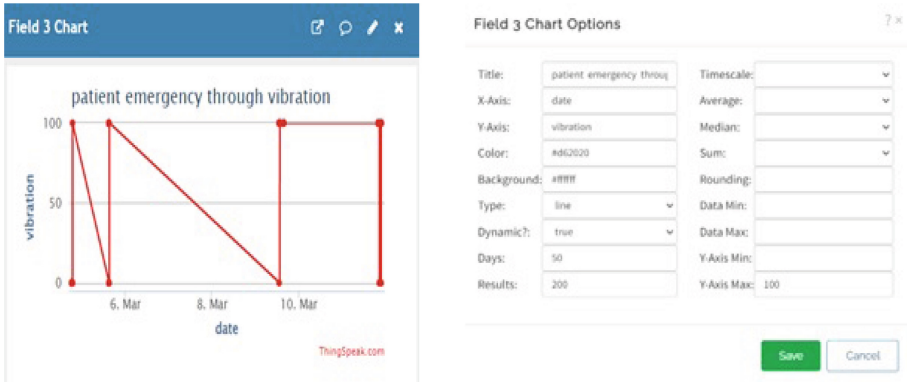 Field 3 Chart
patient emergency through vibration
100
50
0
vibration
6. Mar 8. Mar 10. Mar
date
ThingSpeak.com
Field 3 Chart Options ? ×
Title: patient emergency throu
Timescale:
X-Axis: date
Average:
Y-Axis: vibration
Median:
Color: #d62020
Sum:
Background: #ffffff
Rounding:
Type: line
Data Min:
Dynamic?: true
Data Max:
Days: 50
Y-Axis Min:
Results: 200
Y-Axis Max: 100
Save Cancel